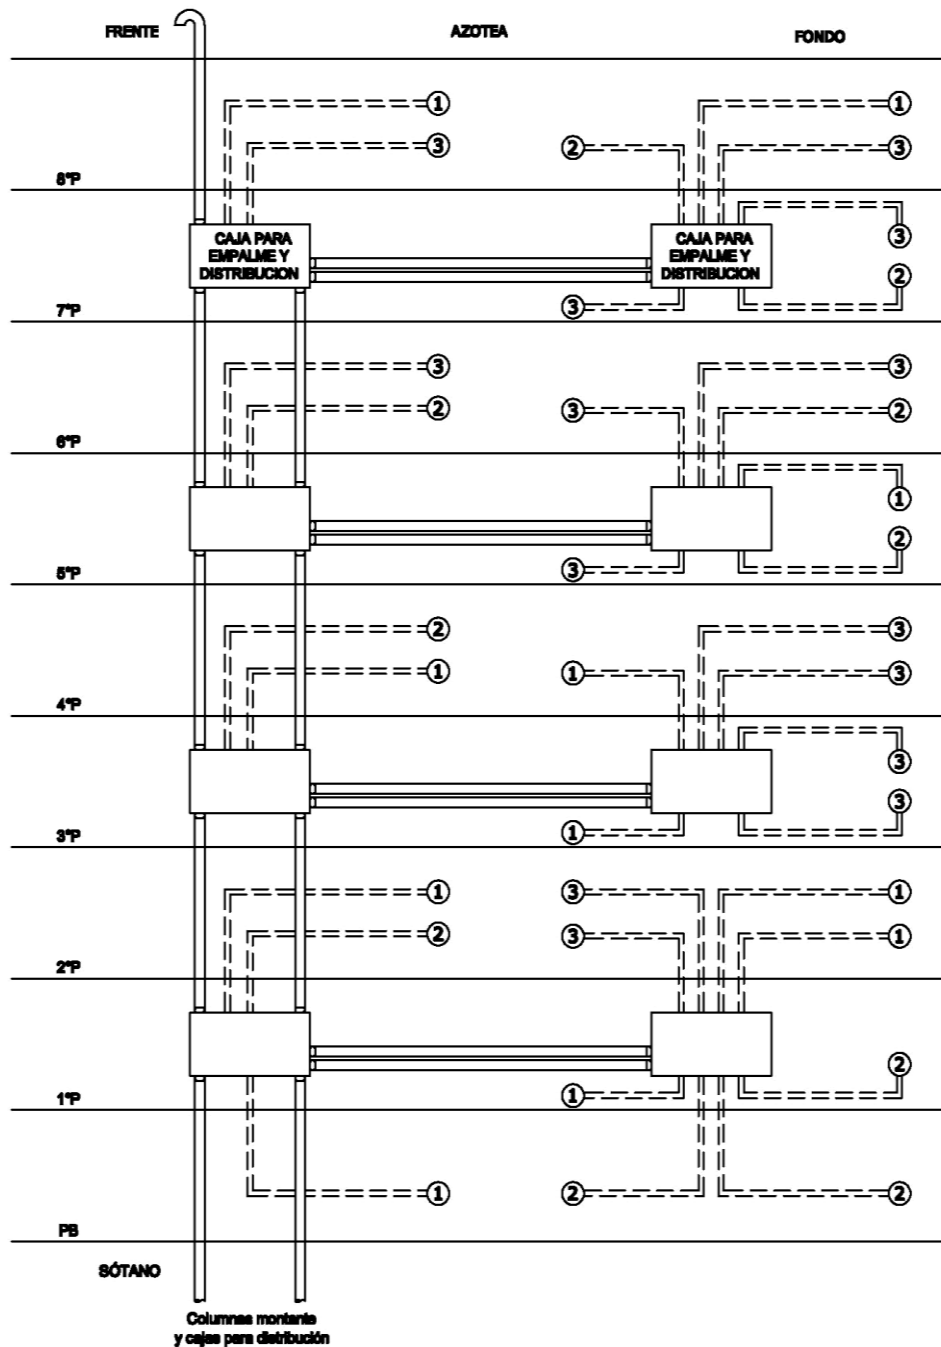 FRENTE AZOTEA FONDO
1 1
3 2 3
8°P
CAJA PARA EMPALME Y DISTRIBUCION
CAJA PARA EMPALME Y DISTRIBUCION
3
2
3
7°P
3 3
2 3 2
6°P
1
2
3
5°P
2 3
1 1 3
4°P
3
3
1
3°P
1 3 1
2 3 1
2°P
2
1
1°P
1 2 2
PB
SÓTANO
Columnas montante
y cajas para distribución